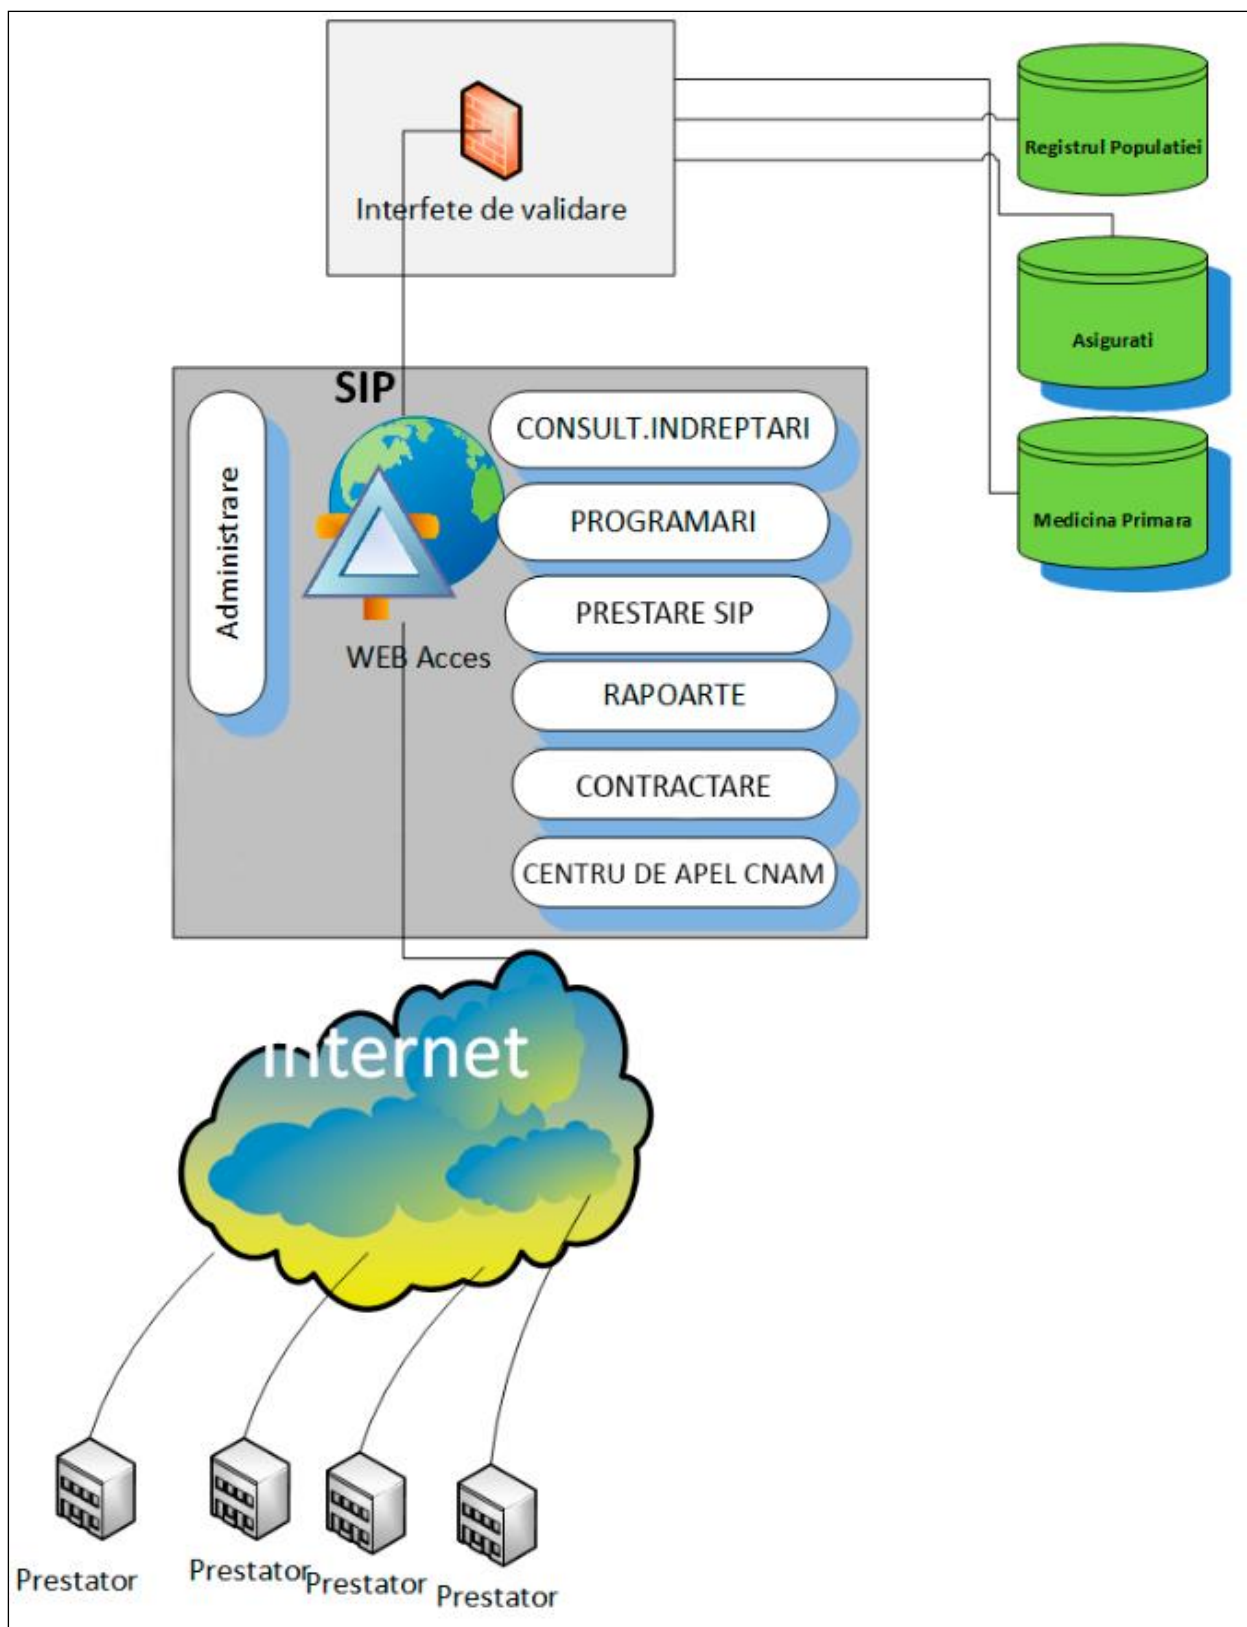 Interfete de validare
Registrul Populatiei
Asigurati
Medicina Primara
SIP
Administrare
WEB Acces
CONSULT.INDREPTARI
PROGRAMARI
PRESTARE SIP
RAPOARTE
CONTRACTARE
CENTRU DE APEL CNAM
Internet
Prestator
Prestator
Prestator
Prestator